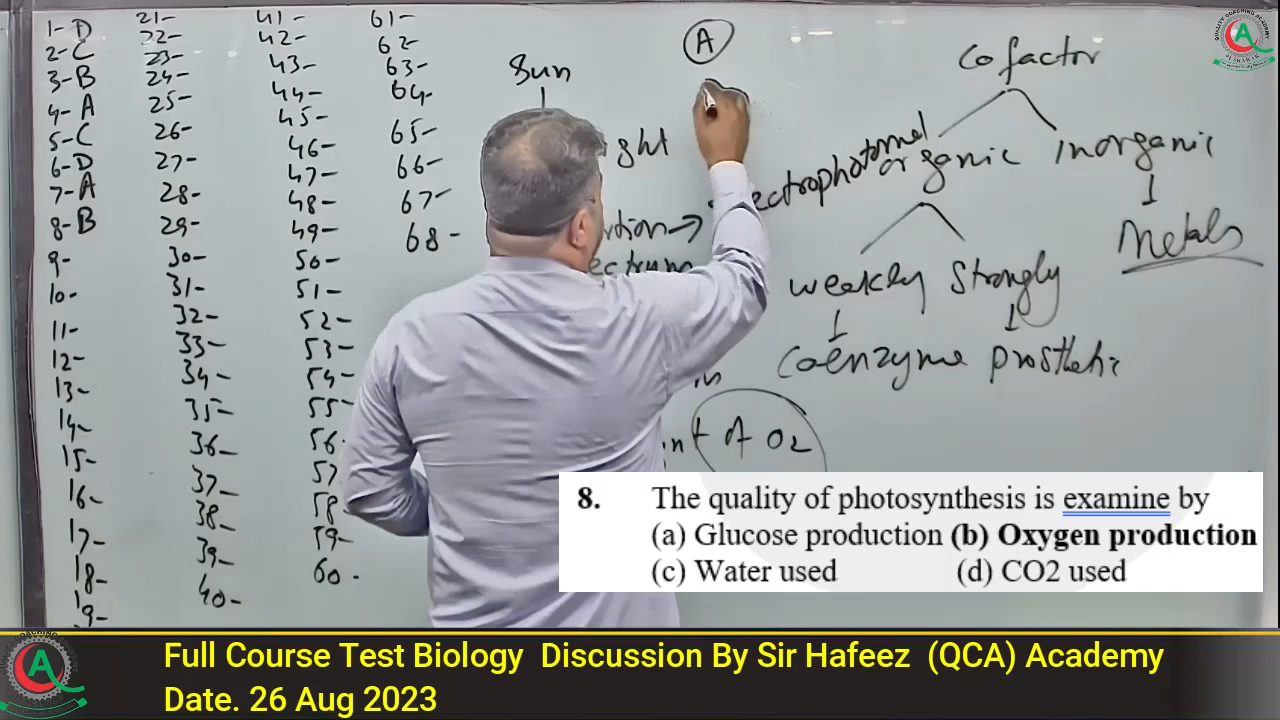 1-D
2-C
3-B
4-A
5-C
6-D
7-A
8-B
9-
10-
11-
12-
13-
14-
15-
16-
17-
18-
19-
21-
22-
23-
24-
25-
26-
27-
28-
29-
30-
31-
32-
33-
34-
35-
36-
37-
38-
39-
40-
41-
42-
43-
44-
45-
46-
47-
48-
49-
50-
51-
52-
53-
54-
55-
56-
57
58
59-
60-
61-
62-
63-
64-
65-
66-
67-
68-
Sun
ght
A
Cofactor
organic inorganic
Metals
weakly strongly
Coenzyme prosthetic
of O2
8. The quality of photosynthesis is examine by
(a) Glucose production (b) Oxygen production
(c) Water used (d) CO2 used
Full Course Test Biology Discussion By Sir Hafeez (QCA) Academy
Date. 26 Aug 2023